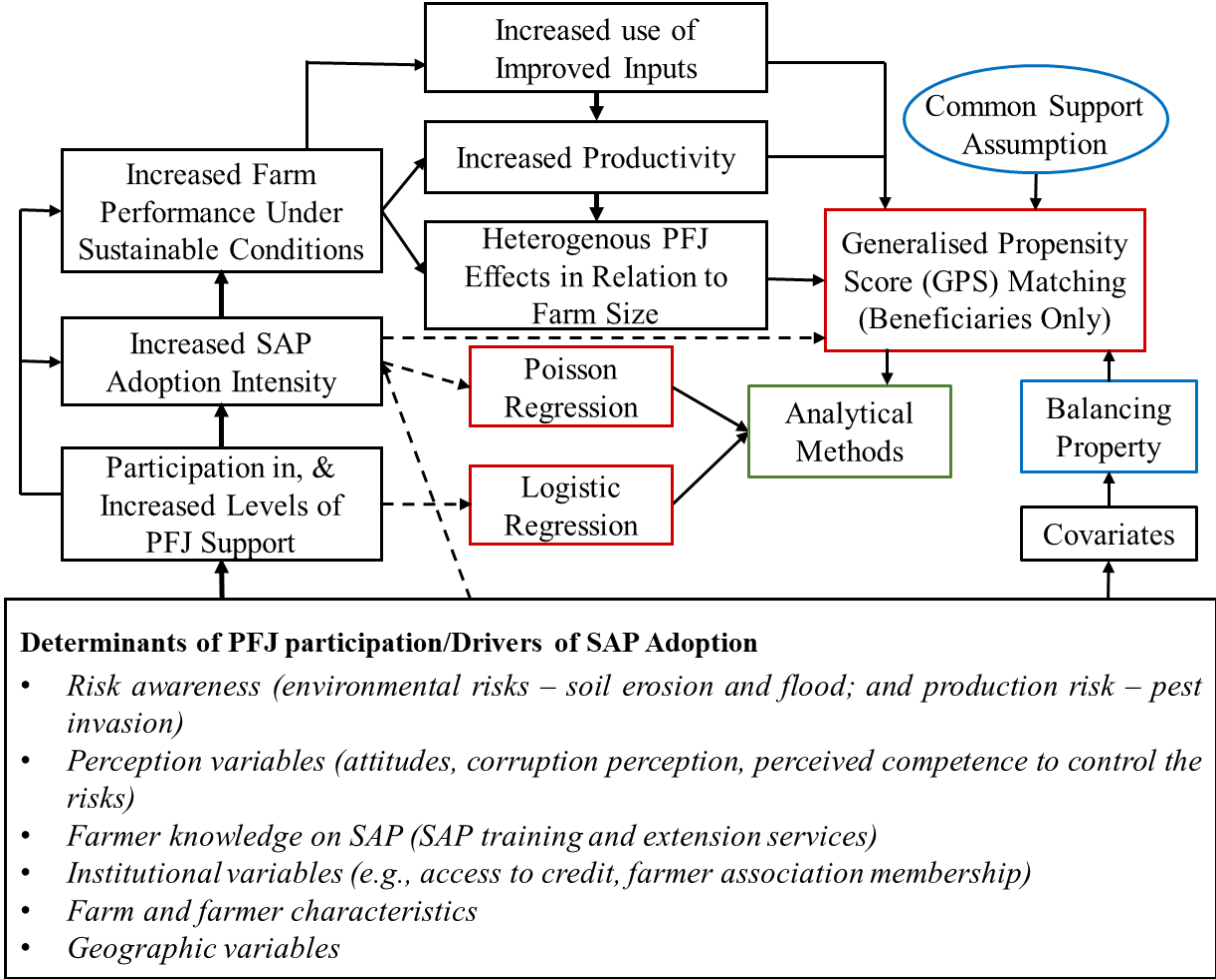 Increased use of
Improved Inputs
Common Support
Assumption
Increased Productivity
Increased Farm
Performance Under
Sustainable Conditions
Heterogenous PFJ
Effects in Relation to
Farm Size
Generalised Propensity
Score (GPS) Matching
(Beneficiaries Only)
Increased SAP
Adoption Intensity
Poisson
Regression
Analytical
Methods
Balancing
Property
Participation in, &
Increased Levels of
PFJ Support
Logistic
Regression
Covariates
Determinants of PFJ participation/Drivers of SAP Adoption
• Risk awareness (environmental risks – soil erosion and flood; and production risk – pest
invasion)
• Perception variables (attitudes, corruption perception, perceived competence to control the
risks)
• Farmer knowledge on SAP (SAP training and extension services)
• Institutional variables (e.g., access to credit, farmer association membership)
• Farm and farmer characteristics
• Geographic variables